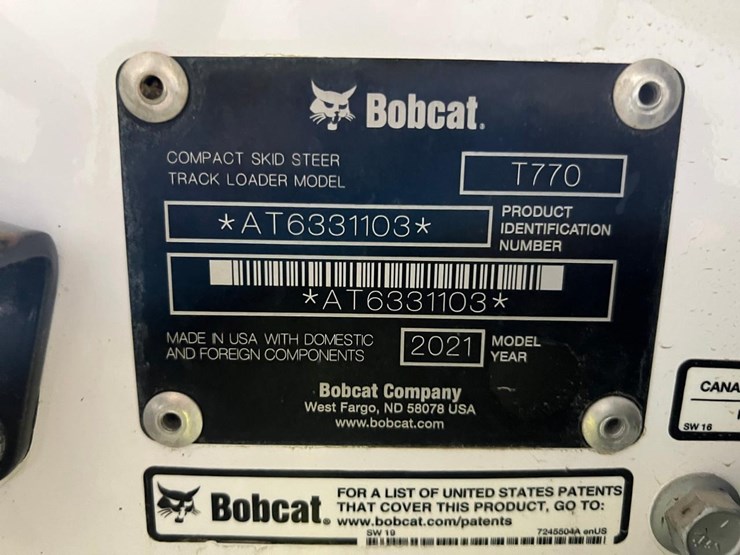 Bobcat.
COMPACT SKID STEER
TRACK LOADER MODEL
T770
*AT6331103*
PRODUCT
IDENTIFICATION
NUMBER
*AT6331103*
MADE IN USA WITH DOMESTIC
AND FOREIGN COMPONENTS
2021
MODEL
YEAR
Bobcat Company
West Fargo, ND 58078 USA
www.bobcat.com
CANA
SW 16
Bobcat.
FOR A LIST OF UNITED STATES PATENTS
THAT COVER THIS PRODUCT, GO TO:
www.bobcat.com/patents
SW 19
7245504A enUS